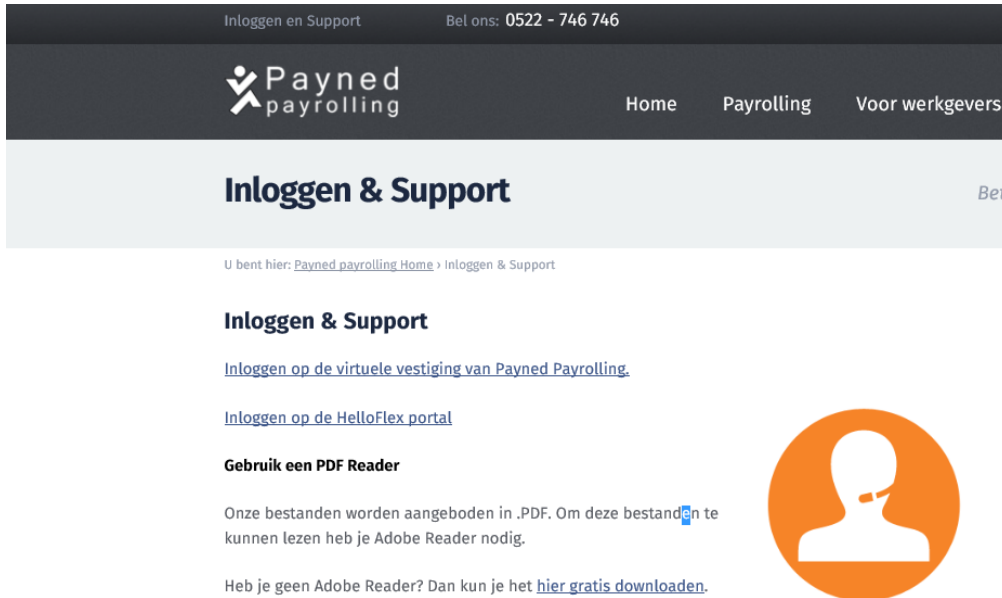 Inloggen en Support Bel ons: 0522 - 746 746
Payned
payrolling
Home Payrolling Voor werkgevers
Inloggen & Support
U bent hier: Payned payrolling Home › Inloggen & Support
Inloggen & Support
Inloggen op de virtuele vestiging van Payned Payrolling.
Inloggen op de HelloFlex portal
Gebruik een PDF Reader
Onze bestanden worden aangeboden in .PDF. Om deze bestanden te
kunnen lezen heb je Adobe Reader nodig.
Heb je geen Adobe Reader? Dan kun je het hier gratis downloaden.